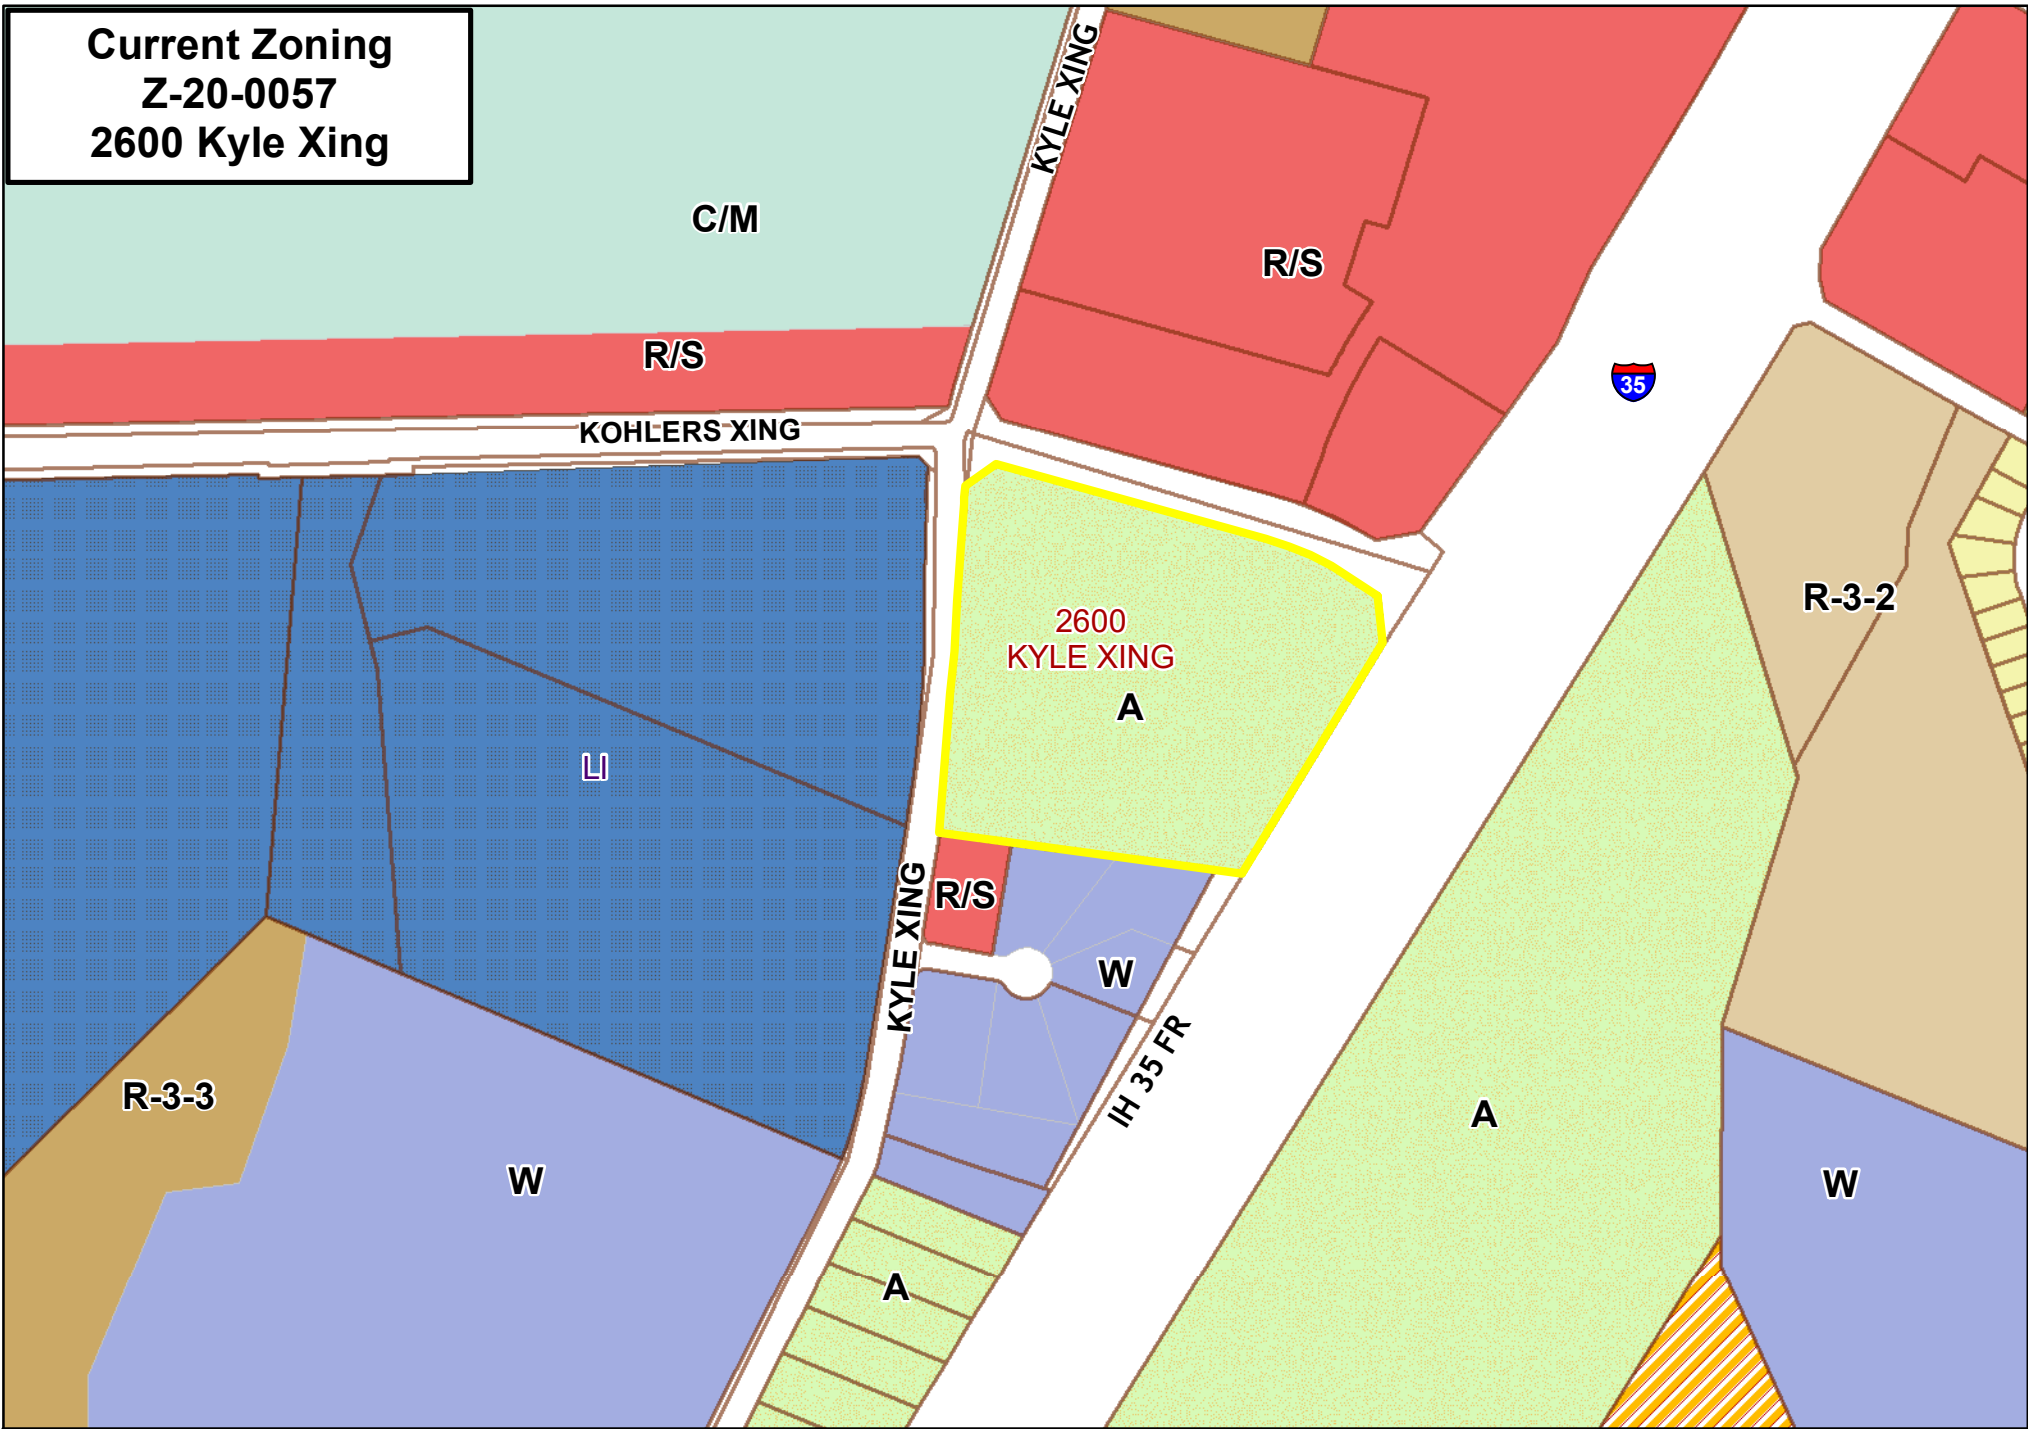 Current Zoning
Z-20-0057
2600 Kyle Xing
KYLE XING
C/M
R/S
R/S
35
KOHLERS XING
2600
KYLE XING
A
R-3-2
LI
KYLE XING
R/S
W
IH 35 FR
R-3-3
A
W
W
A